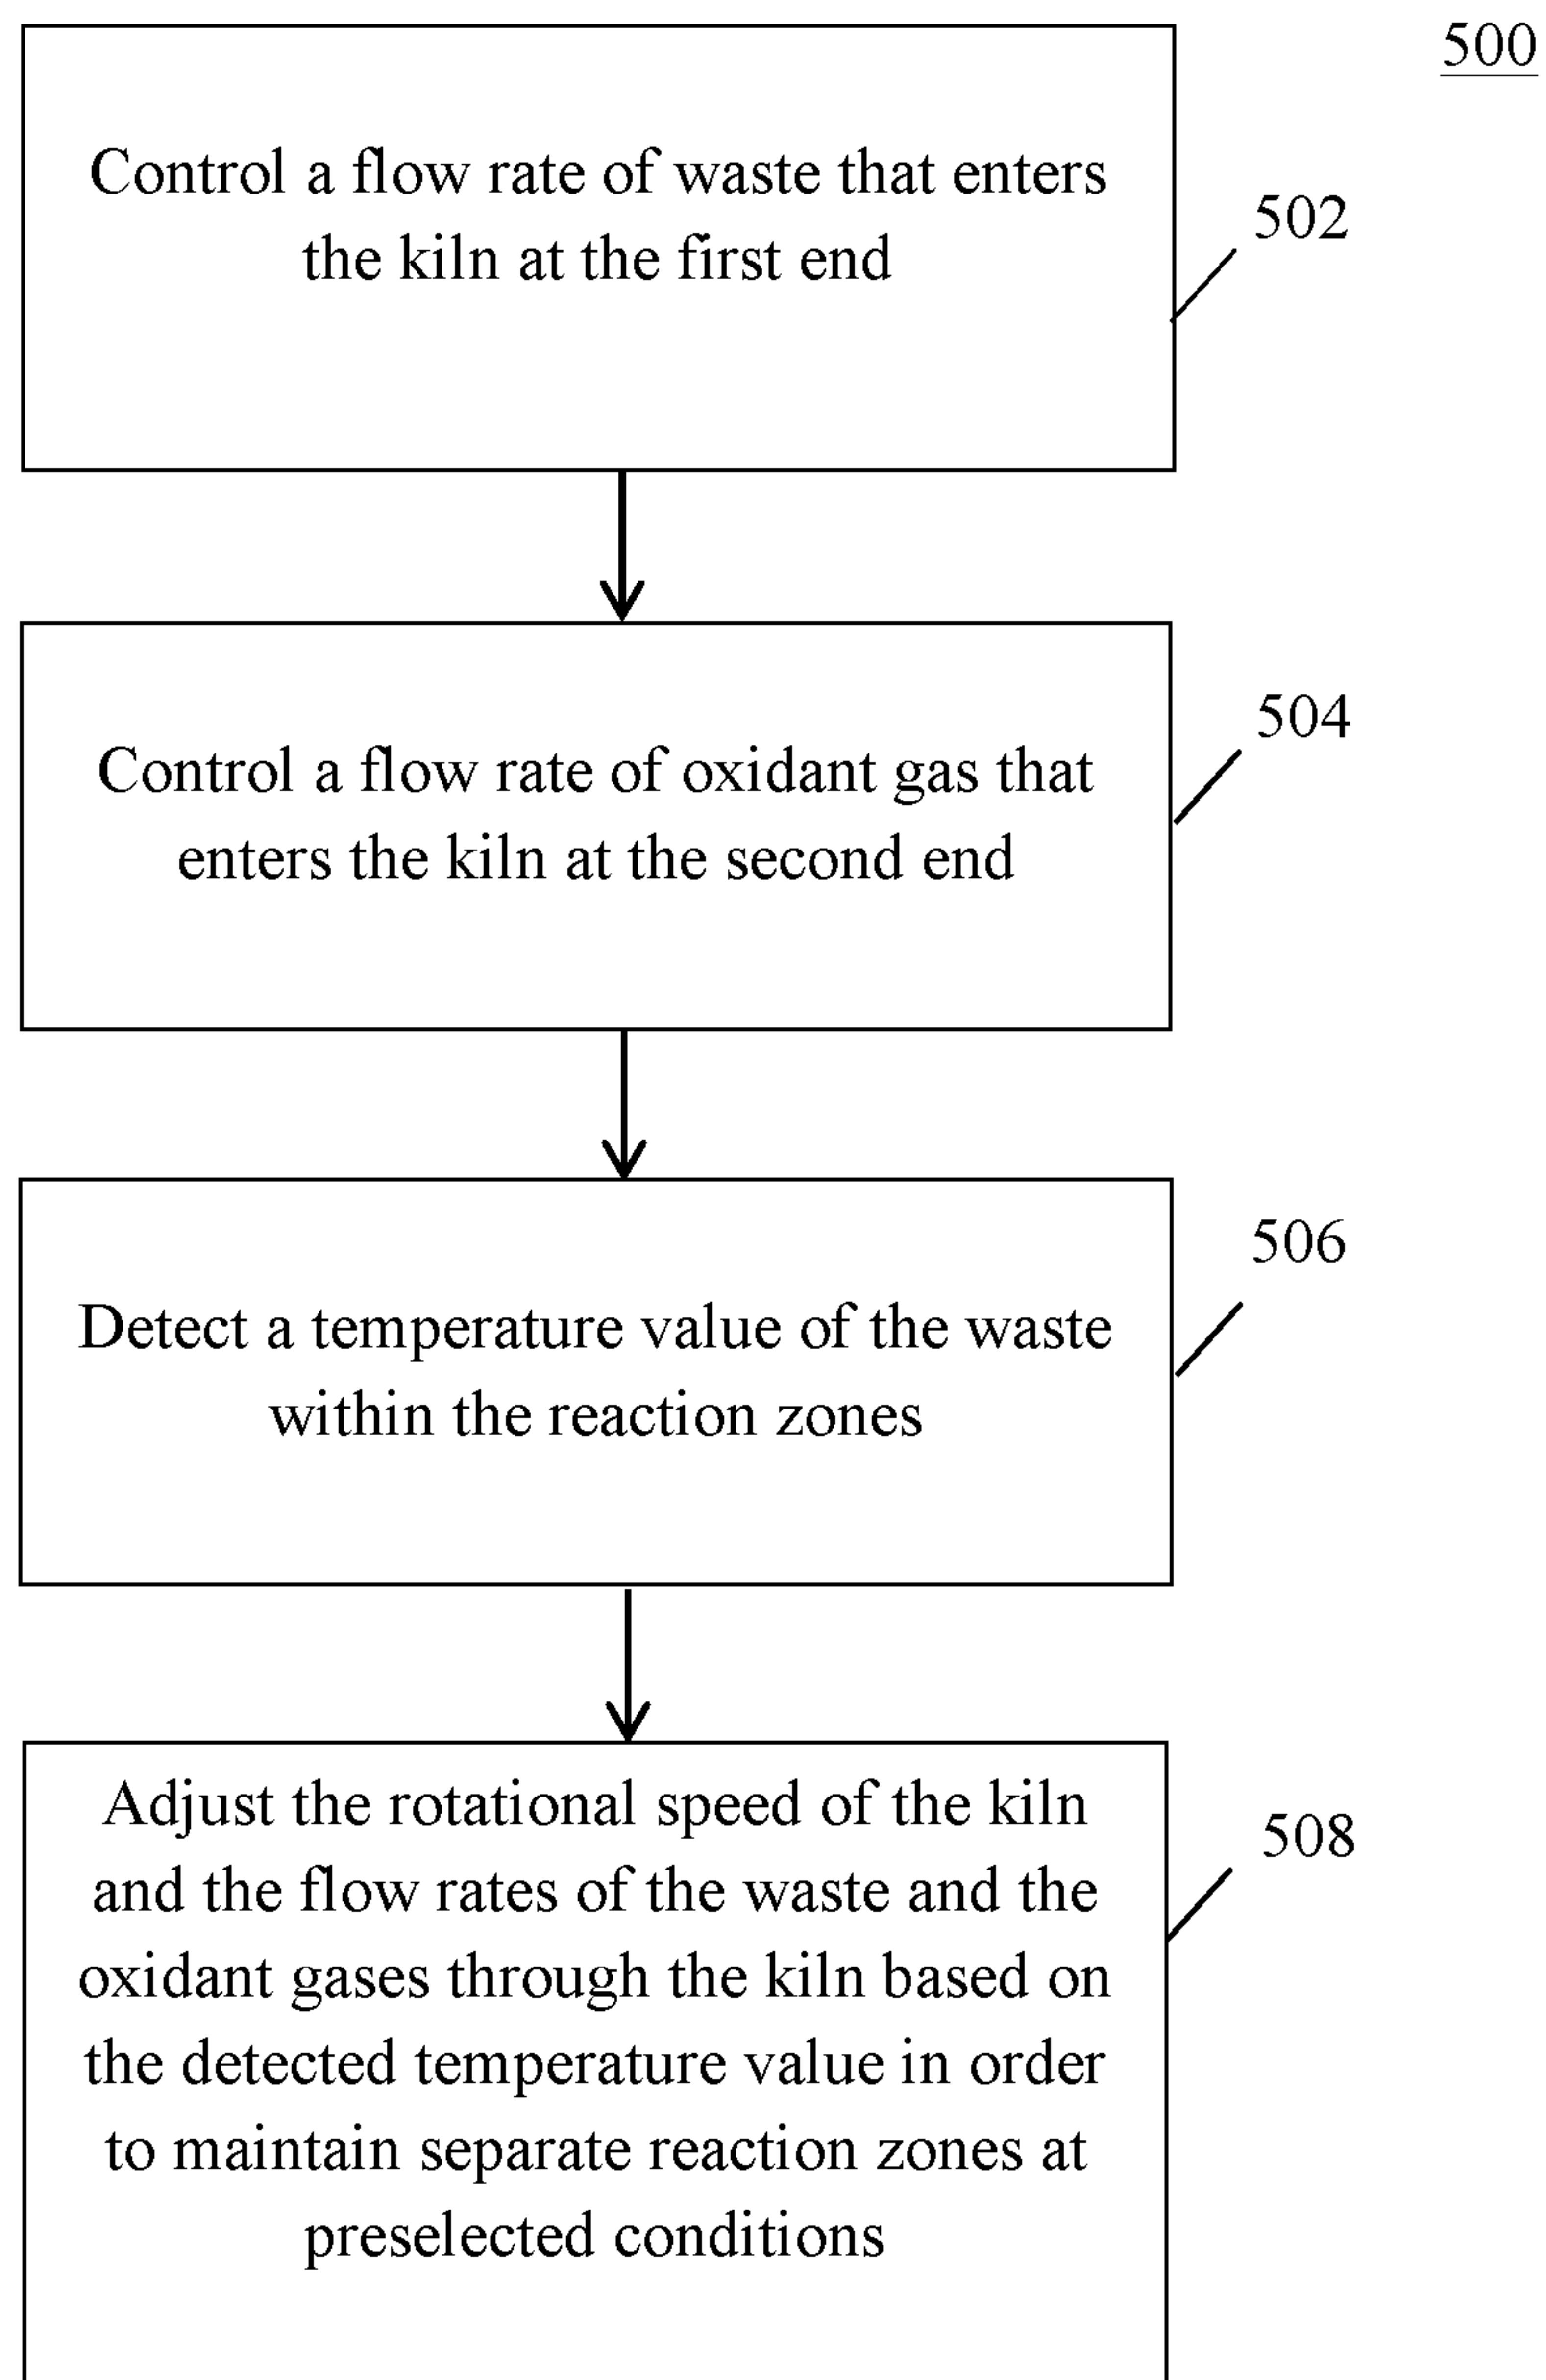 500
Control a flow rate of waste that enters
the kiln at the first end
502
Control a flow rate of oxidant gas that
enters the kiln at the second end
504
Detect a temperature value of the waste
within the reaction zones
506
Adjust the rotational speed of the kiln
and the flow rates of the waste and the
oxidant gases through the kiln based on
the detected temperature value in order
to maintain separate reaction zones at
preselected conditions
508